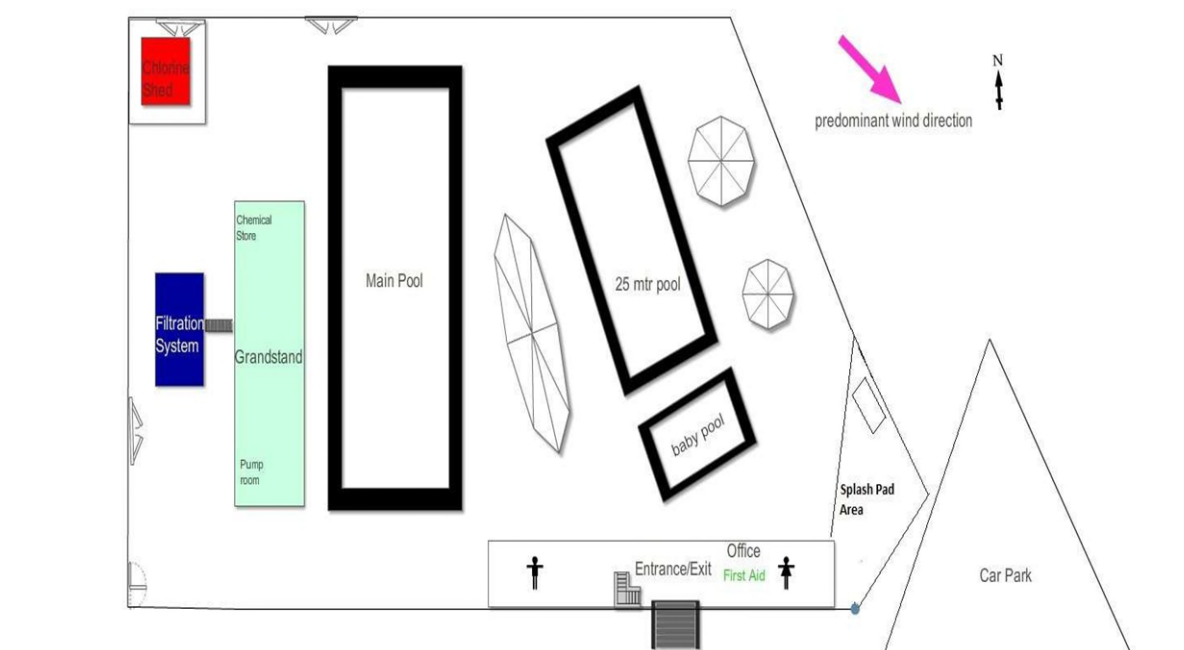 Chlorine
Shed
N
predominant wind direction
Chemical
Store
Main Pool
25 mtr pool
Filtration
System
Grandstand
baby pool
Pump
room
Splash Pad
Area
Office
Entrance/Exit
First Aid
Car Park